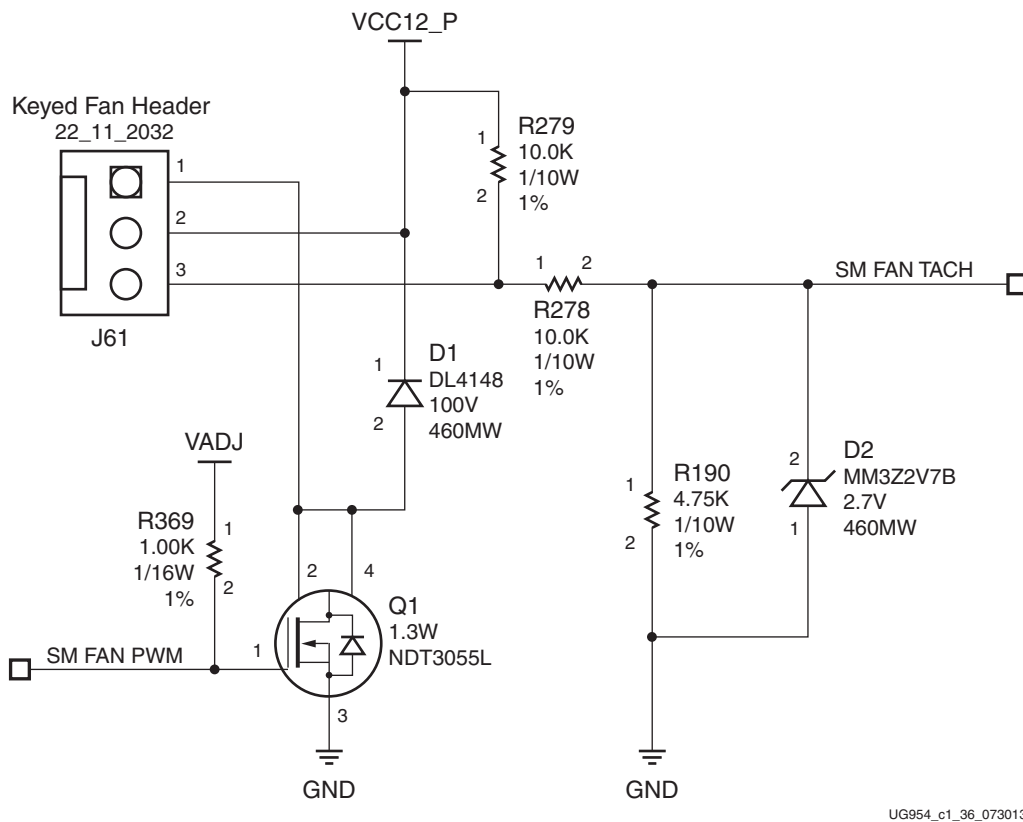 VCC12_P
Keyed Fan Header
22_11_2032
1
2
3
J61
1
2
R279
10.0K
1/10W
1%
1
2
R278
10.0K
1/10W
1%
SM FAN TACH
1
2
D1
DL4148
100V
460MW
VADJ
R369
1.00K
1/16W
1%
1
2
SM FAN PWM
1
2
4
3
Q1
1.3W
NDT3055L
GND
1
2
R190
4.75K
1/10W
1%
2
1
D2
MM3Z2V7B
2.7V
460MW
GND
UG954_c1_36_073013